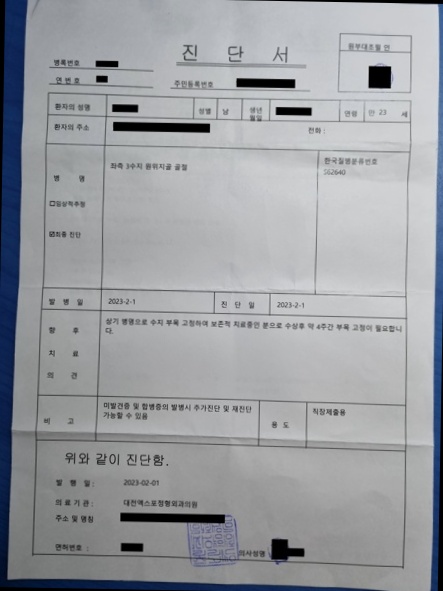 진 단 서
원부대조필 인
병록번호
연 번 호
주민등록번호
환자의 성명
성별 남
생년월일
연령 만 23 세
환자의 주소
전화 :
병 명
좌측 3수지 원위지골 골절
한국질병분류번호
S62640
□임상적추정
☑최종 진단
발 병 일 2023-2-1 진 단 일 2023-2-1
향 후 치 료 의 견
상기 병명으로 수지 부목 고정하여 보존적 치료중인 분으로 수상후 약 4주간 부목 고정이 필요합니
다.
비 고
미발견증 및 합병증의 발병시 추가진단 및 재진단
가능할 수 있음
용 도
직장제출용
위와 같이 진단함.
발 행 일 : 2023-02-01
의료기관 : 대전엑스포정형외과의원
주소 및 명칭
면허번호 :
의사성명